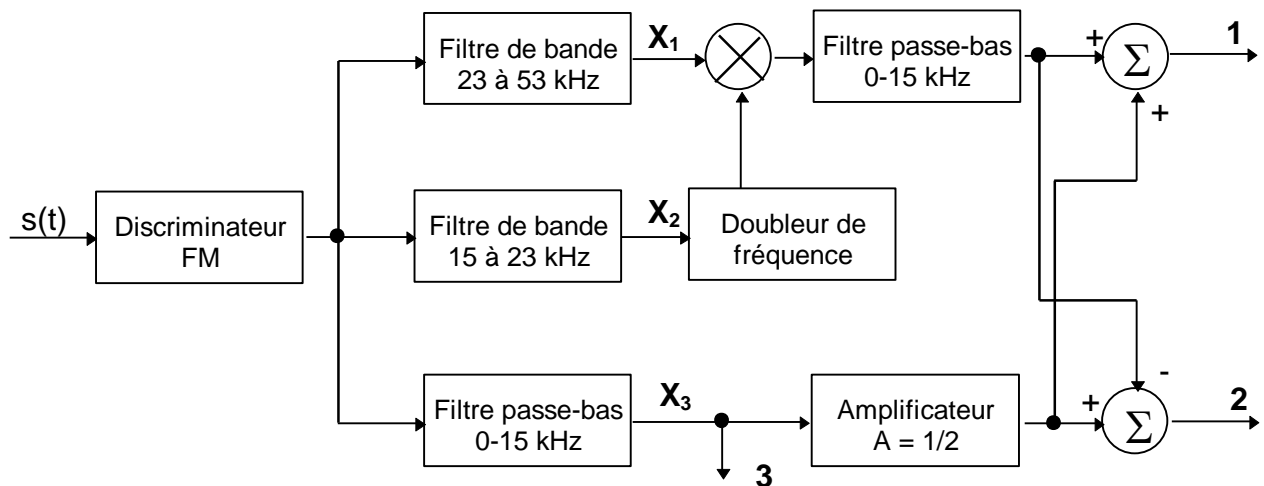 Filtre de bande
23 à 53 kHz
X1
Filtre passe-bas
0-15 kHz
+
Σ
1
+
s(t)
Discriminateur
FM
Filtre de bande
15 à 23 kHz
X2
Doubleur de
fréquence
Filtre passe-bas
0-15 kHz
X3
3
Amplificateur
A = 1/2
-
+
Σ
2